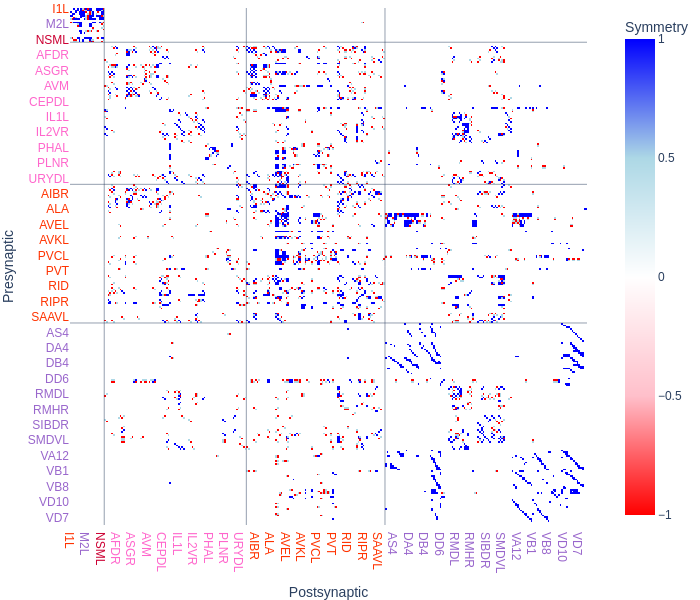 Symmetry
1
0.5
0
−0.5
−1
Presynaptic
I1L
M2L
NSML
AFDR
ASGR
AVM
CEPDL
IL1L
IL2VR
PHAL
PLNR
URYDL
AIBR
ALA
AVEL
AVKL
PVCL
PVT
RID
RIPR
SAAVL
AS4
DA4
DB4
DD6
RMDL
RMHR
SIBDR
SMDVL
VA12
VB1
VB8
VD10
VD7
I1L
M2L
NSML
AFDR
ASGR
AVM
CEPDL
IL1L
IL2VR
PHAL
PLNR
URYDL
AIBR
ALA
AVEL
AVKL
PVCL
PVT
RID
RIPR
SAAVL
AS4
DA4
DB4
DD6
RMDL
RMHR
SIBDR
SMDVL
VA12
VB1
VB8
VD10
VD7
Postsynaptic